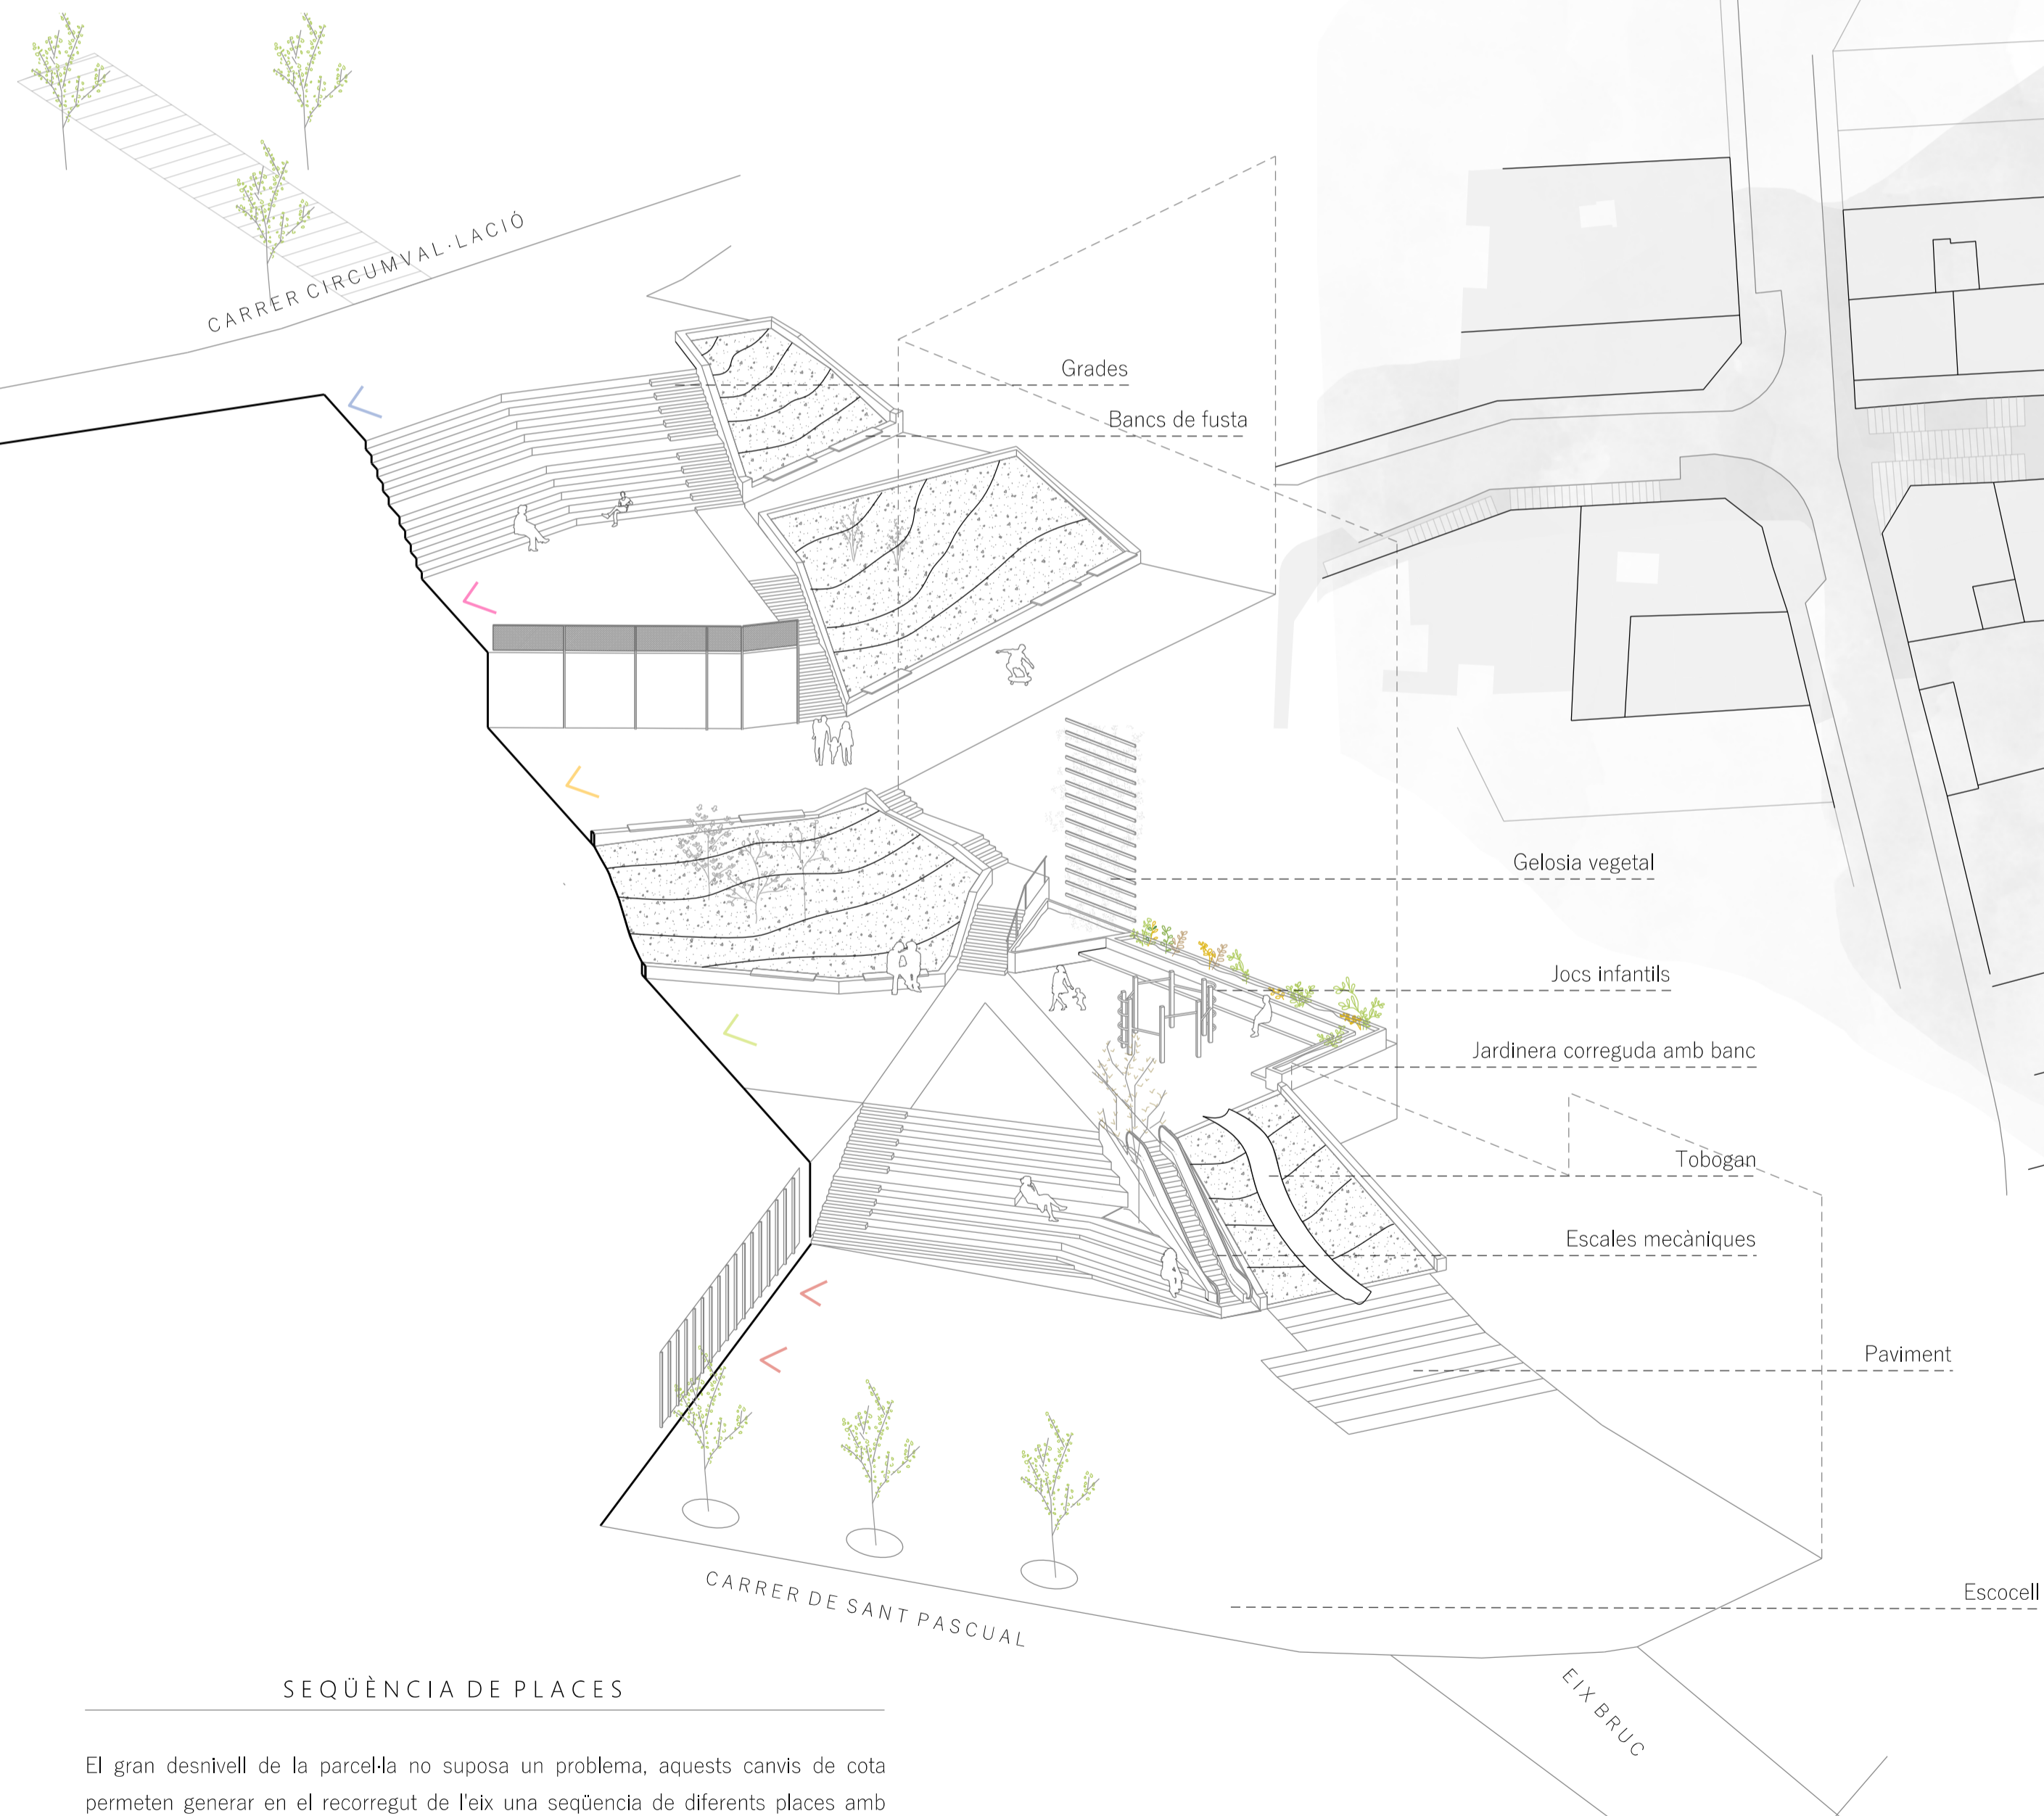 CARRER CIRCUMVAL·LACIÓ
Grades
Bancs de fusta
Gelosia vegetal
Jocs infantils
Jardinera correguda amb banc
Tobogan
Escales mecàniques
Paviment
Escocell
CARRER DE SANT PASCUAL
EIX BRUC
SEQÜÈNCIA DE PLACES
El gran desnivell de la parcel·la no suposa un problema, aquests canvis de cota
permeten generar en el recorregut de l'eix una seqüencia de diferents places amb